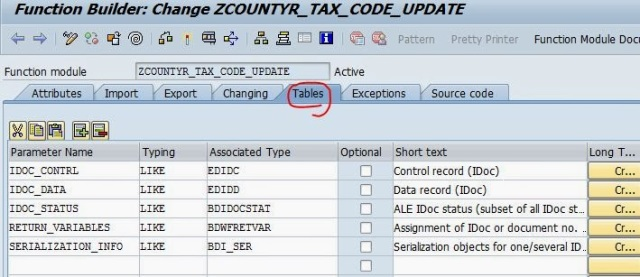 Function Builder: Change ZCOUNTYR_TAX_CODE_UPDATE
Pattern Pretty Printer Function Module Docu
Function module ZCOUNTYR_TAX_CODE_UPDATE Active
Attributes Import Export Changing Tables Exceptions Source code
Parameter Name Typing Associated Type Optional Short text Long T...
IDOC_CONTRL LIKE EDIDC Control record (IDoc) Cr...
IDOC_DATA LIKE EDIDD Data record (IDoc) Cr...
IDOC_STATUS LIKE BDIDOCSTAT ALE IDoc status (subset of all IDoc st... Cr...
RETURN_VARIABLES LIKE BDWFRETVAR Assignment of IDoc or document no. ... Cr...
SERIALIZATION_INFO LIKE BDI_SER Serialization objects for one/several ID... Cr...
Cr...